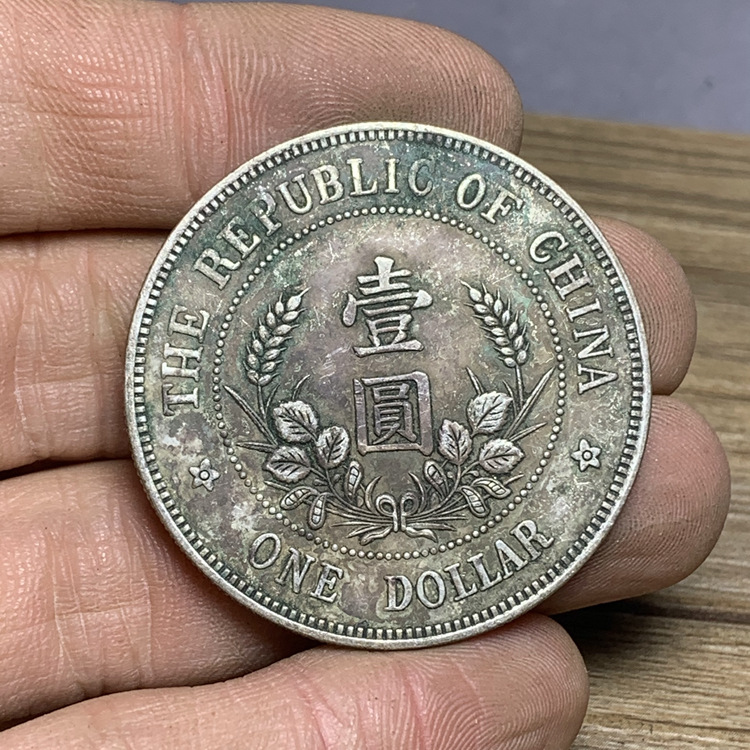 THE REPUBLIC OF CHINA
壹
圓
ONE DOLLAR